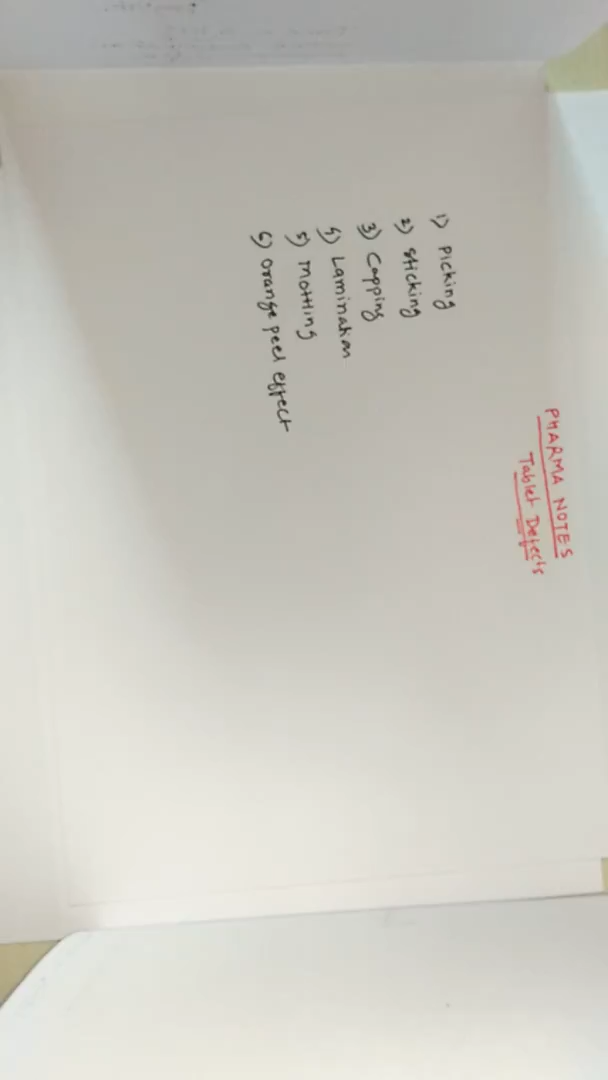 PHARMA NOTES
Tablet Defects
1) Picking
2) Sticking
3) Capping
4) Lamination
5) Mottling
6) Orange peel effect